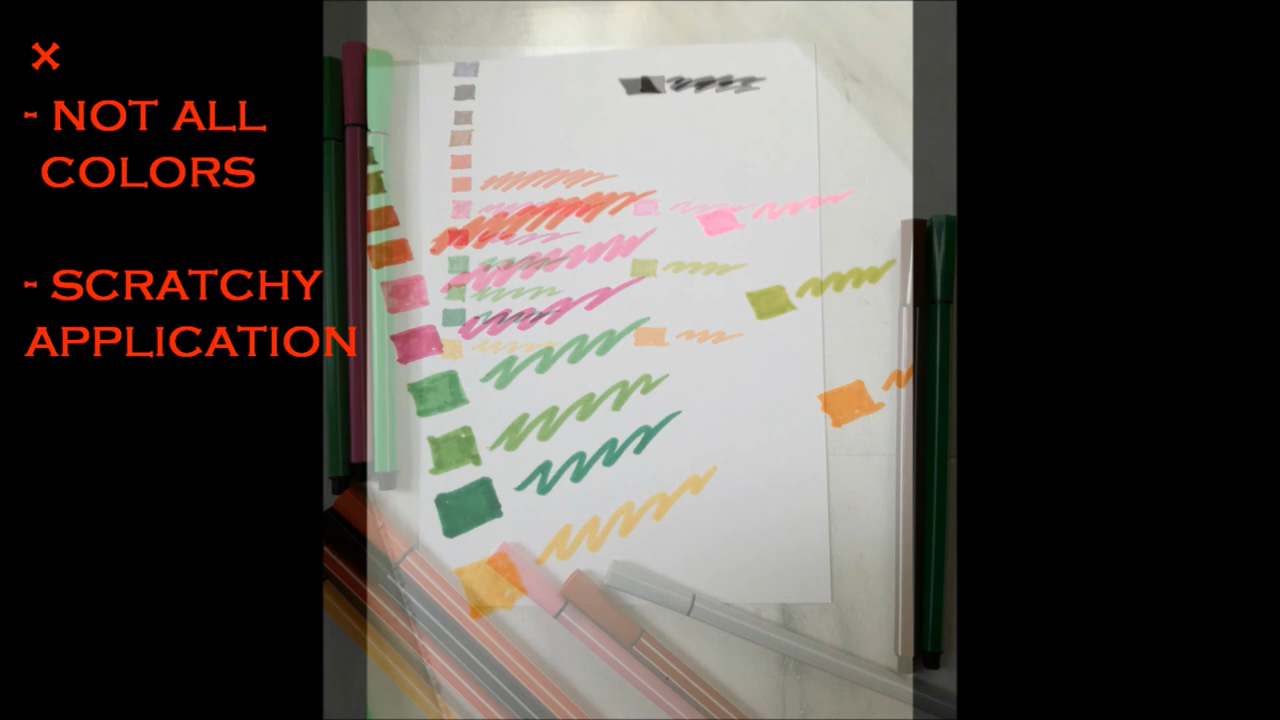 ×
- NOT ALL
COLORS
- SCRATCHY
APPLICATION